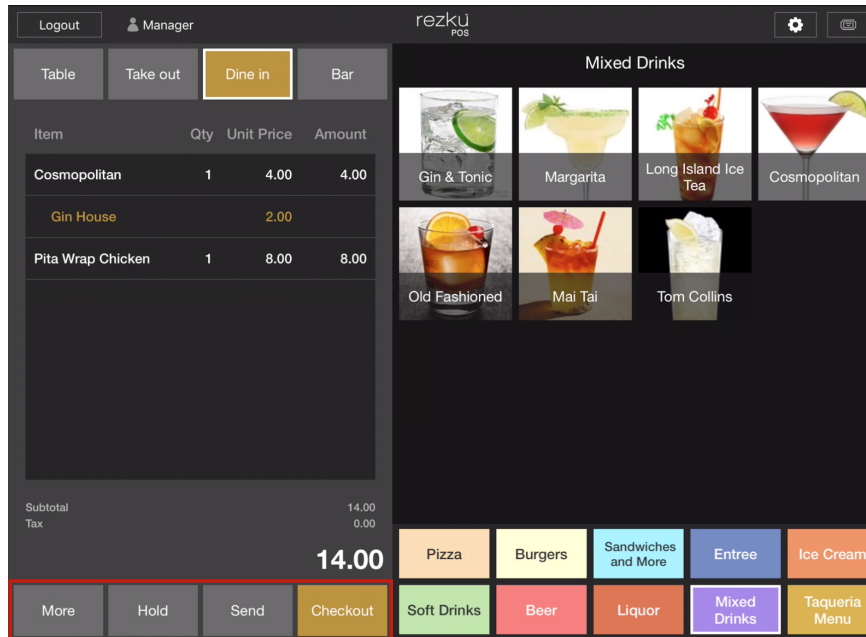 Logout
Manager
rezku
POS
Table
Take out
Dine in
Bar
Item Qty Unit Price Amount
Cosmopolitan 1 4.00 4.00
Gin House 2.00
Pita Wrap Chicken 1 8.00 8.00
Subtotal 14.00
Tax 0.00
14.00
More
Hold
Send
Checkout
Mixed Drinks
Gin & Tonic
Margarita
Long Island Ice
Tea
Cosmopolitan
Old Fashioned
Mai Tai
Tom Collins
Pizza
Burgers
Sandwiches
and More
Entree
Ice Cream
Soft Drinks
Beer
Liquor
Mixed
Drinks
Taqueria
Menu